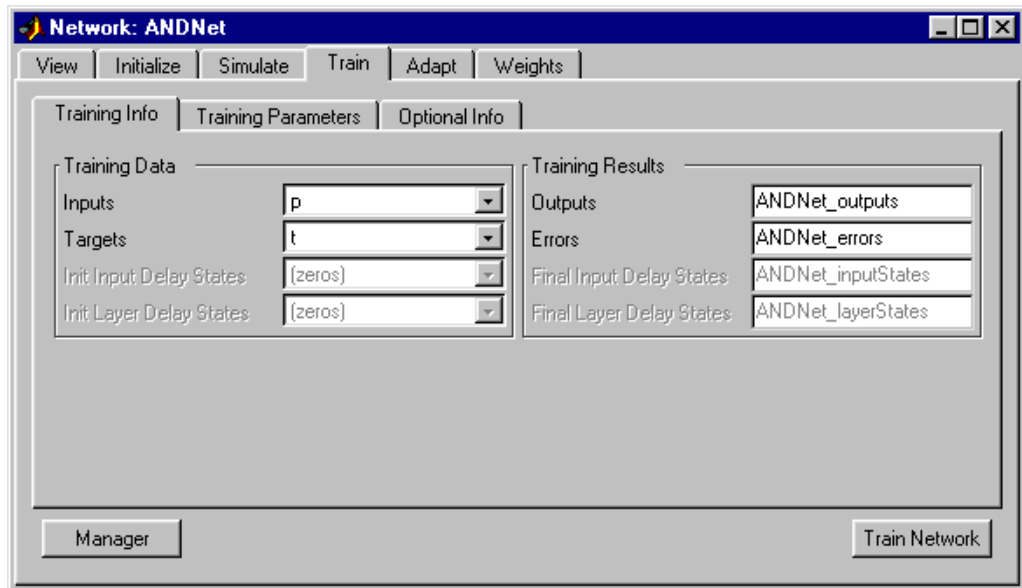 Network: ANDNet
View Initialize Simulate Train Adapt Weights
Training Info Training Parameters Optional Info
Training Data
Inputs p
Targets t
Init Input Delay States (zeros)
Init Layer Delay States (zeros)
Training Results
Outputs ANDNet_outputs
Errors ANDNet_errors
Final Input Delay States ANDNet_inputStates
Final Layer Delay States ANDNet_layerStates
Manager Train Network